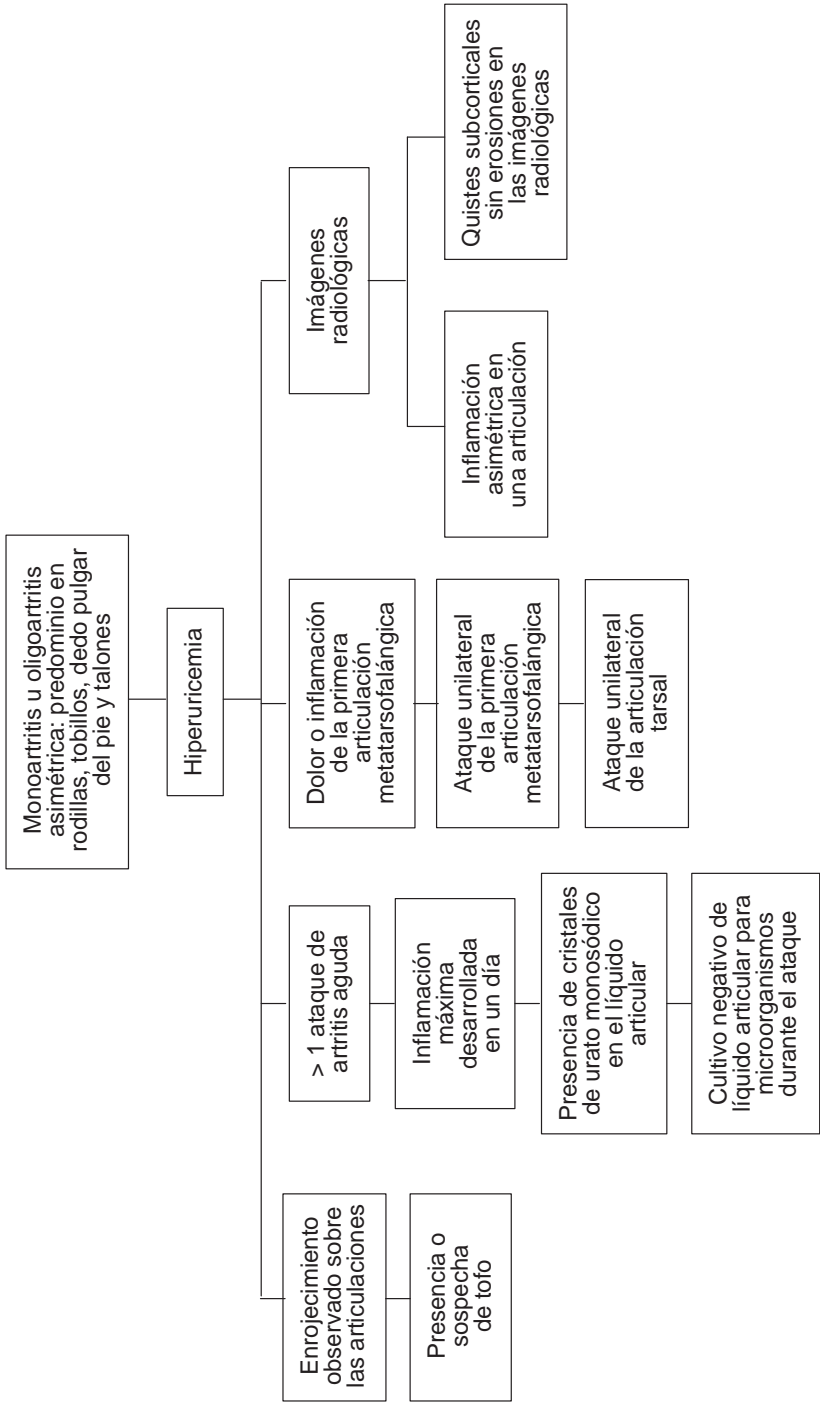 Monoartritis u oligoartritis
asimétrica: predominio en
rodillas, tobillos, dedo pulgar
del pie y talones
Hiperuricemia
Enrojecimiento
observado sobre
las articulaciones
Presencia o
sospecha
de tofo
> 1 ataque de
artritis aguda
Inflamación
máxima
desarrollada
en un día
Presencia de cristales
de urato monosódico
en el líquido
articular
Cultivo negativo de
líquido articular para
microorganismos
durante el ataque
Dolor o inflamación
de la primera
articulación
metatarsofalángica
Ataque unilateral
de la primera
articulación
metatarsofalángica
Ataque unilateral
de la articulación
tarsal
Imágenes
radiológicas
Inflamación
asimétrica en
una articulación
Quistes subcorticales
sin erosiones en
las imágenes
radiológicas